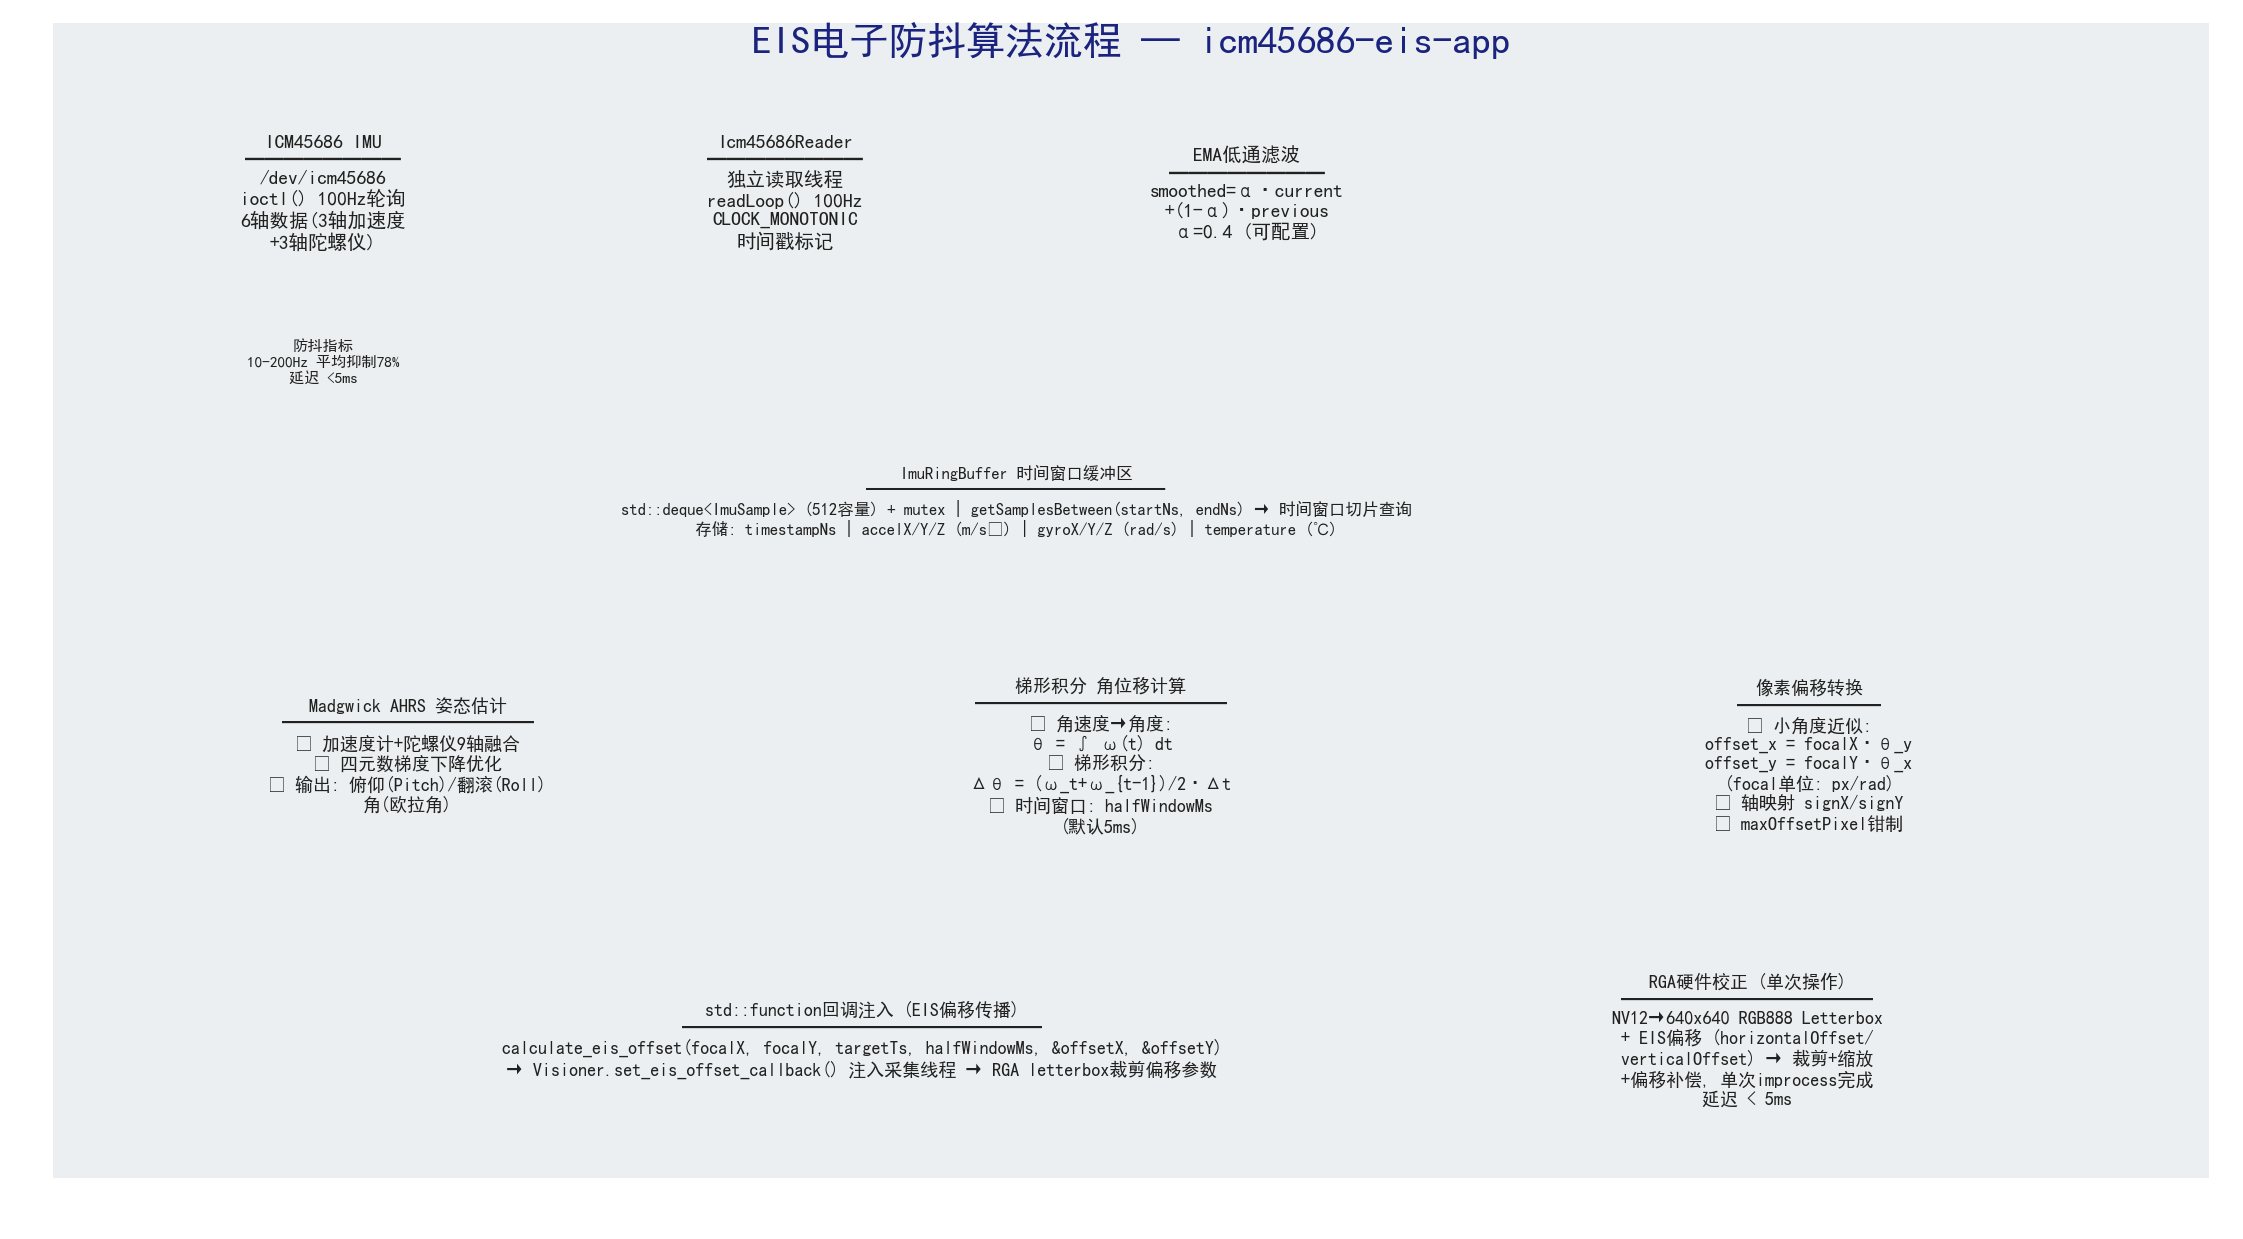 EIS电子防抖算法流程 — icm45686-eis-app
ICM45686 IMU
/dev/icm45686
ioctl() 100Hz轮询
6轴数据(3轴加速度
+3轴陀螺仪)
Icm45686Reader
独立读取线程
readLoop() 100Hz
CLOCK_MONOTONIC
时间戳标记
EMA低通滤波
smoothed=α·current
+(1-α)·previous
α=0.4 (可配置)
防抖指标
10-200Hz 平均抑制78%
延迟 <5ms
ImuRingBuffer 时间窗口缓冲区
std::deque<ImuSample> (512容量) + mutex | getSamplesBetween(startNs, endNs) → 时间窗口切片查询
存储: timestampNs | accelX/Y/Z (m/s□) | gyroX/Y/Z (rad/s) | temperature (℃)
Madgwick AHRS 姿态估计
□ 加速度计+陀螺仪9轴融合
□ 四元数梯度下降优化
□ 输出: 俯仰(Pitch)/翻滚(Roll)
角(欧拉角)
梯形积分 角位移计算
□ 角速度→角度:
θ = ∫ ω(t) dt
□ 梯形积分:
Δθ = (ω_t+ω_{t-1})/2·Δt
□ 时间窗口: halfWindowMs
(默认5ms)
像素偏移转换
□ 小角度近似:
offset_x = focalX·θ_y
offset_y = focalY·θ_x
(focal单位: px/rad)
□ 轴映射 signX/signY
□ maxOffsetPixel钳制
std::function回调注入 (EIS偏移传播)
calculate_eis_offset(focalX, focalY, targetTs, halfWindowMs, &offsetX, &offsetY)
→ Visioner.set_eis_offset_callback() 注入采集线程 → RGA letterbox裁剪偏移参数
RGA硬件校正 (单次操作)
NV12→640x640 RGB888 Letterbox
+ EIS偏移 (horizontalOffset/
verticalOffset) → 裁剪+缩放
+偏移补偿, 单次improcess完成
延迟 < 5ms